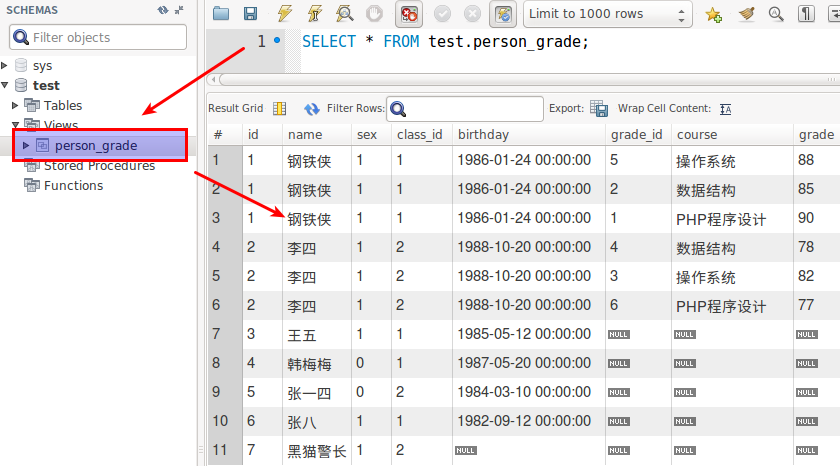 SCHEMAS
Filter objects
sys
test
Tables
Views
person_grade
Stored Procedures
Functions
Limit to 1000 rows
1 SELECT * FROM test.person_grade;
Result Grid Filter Rows: Export: Wrap Cell Content:
# id name sex class_id birthday grade_id course grade
1 1 钢铁侠 1 1 1986-01-24 00:00:00 5 操作系统 88
2 1 钢铁侠 1 1 1986-01-24 00:00:00 2 数据结构 85
3 1 钢铁侠 1 1 1986-01-24 00:00:00 1 PHP程序设计 90
4 2 李四 1 2 1988-10-20 00:00:00 4 数据结构 78
5 2 李四 1 2 1988-10-20 00:00:00 3 操作系统 82
6 2 李四 1 2 1988-10-20 00:00:00 6 PHP程序设计 77
7 3 王五 1 1 1985-05-12 00:00:00 NULL NULL NULL
8 4 韩梅梅 0 1 1987-05-20 00:00:00 NULL NULL NULL
9 5 张一四 0 2 1984-03-10 00:00:00 NULL NULL NULL
10 6 张八 1 1 1982-09-12 00:00:00 NULL NULL NULL
11 7 黑猫警长 1 2 NULL NULL NULL NULL